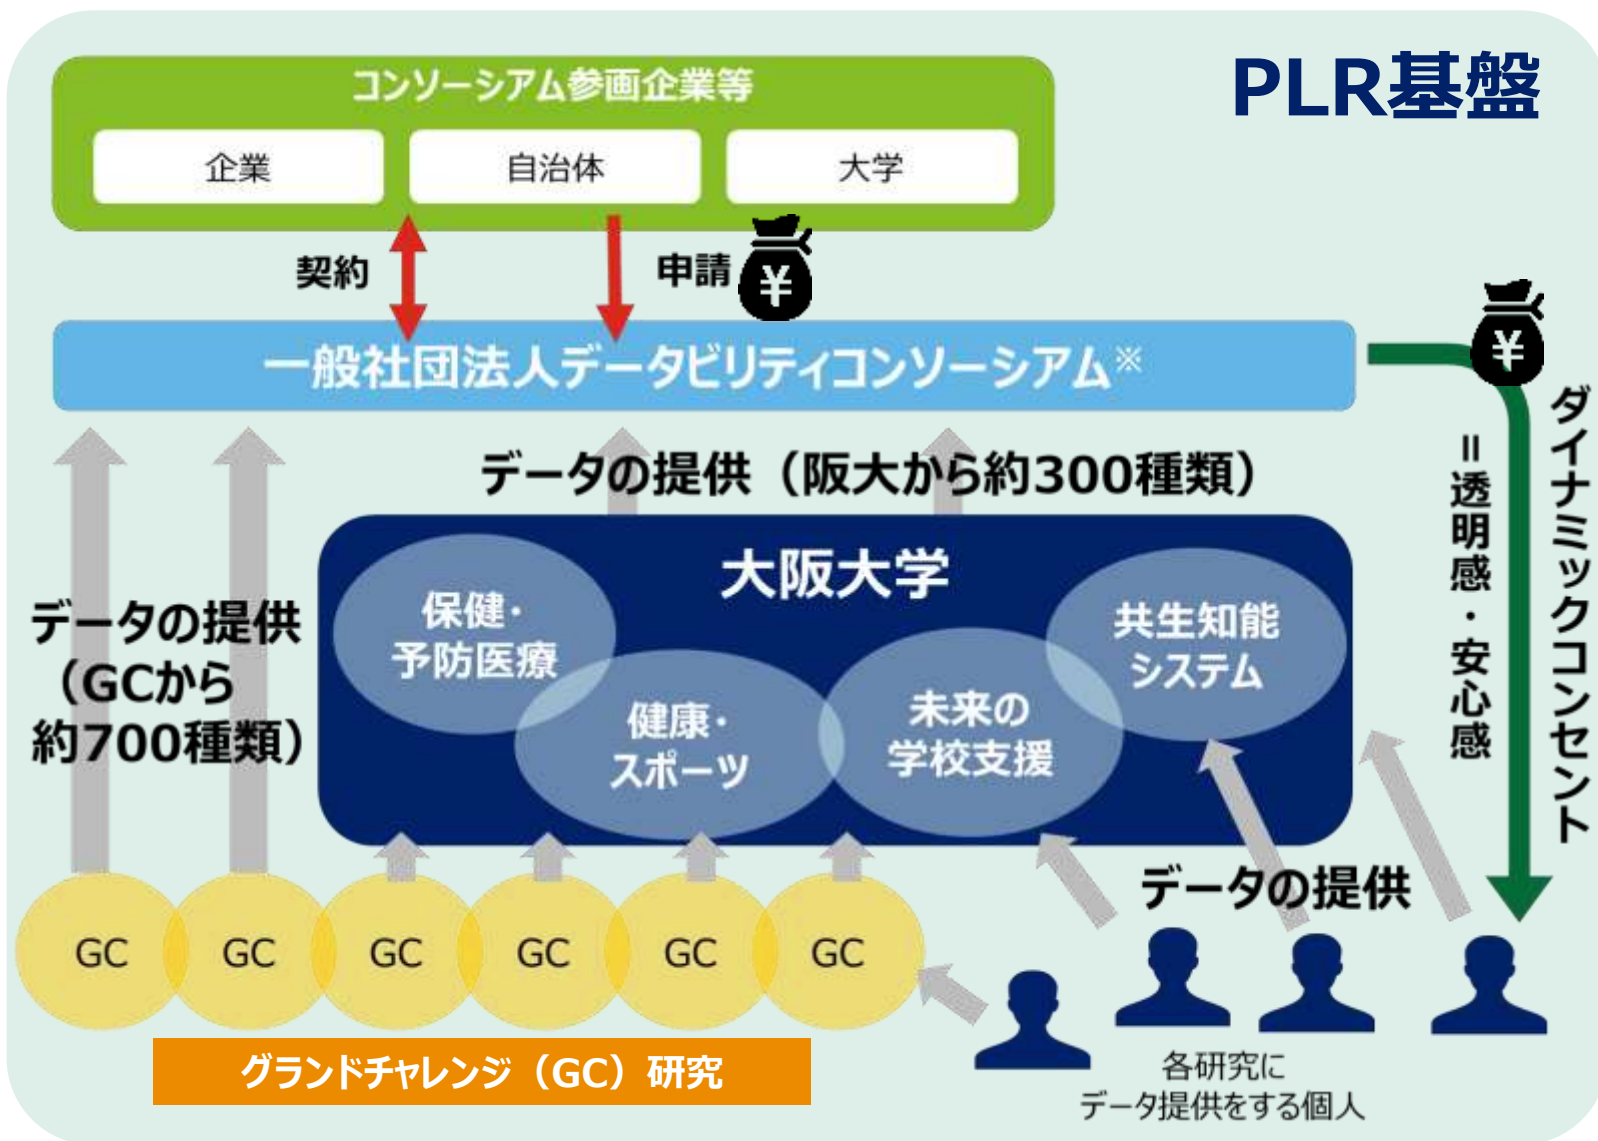 PLR基盤
コンソーシアム参画企業等
企業
自治体
大学
契約
申請
¥
一般社団法人データビリティコンソーシアム※
¥
ダイナミックコンセント
=透明感・安心感
データの提供（阪大から約300種類）
データの提供
（GCから
約700種類）
大阪大学
保健・
予防医療
健康・
スポーツ
未来の
学校支援
共生知能
システム
データの提供
GC
GC
GC
GC
GC
GC
グランドチャレンジ（GC）研究
各研究に
データ提供をする個人